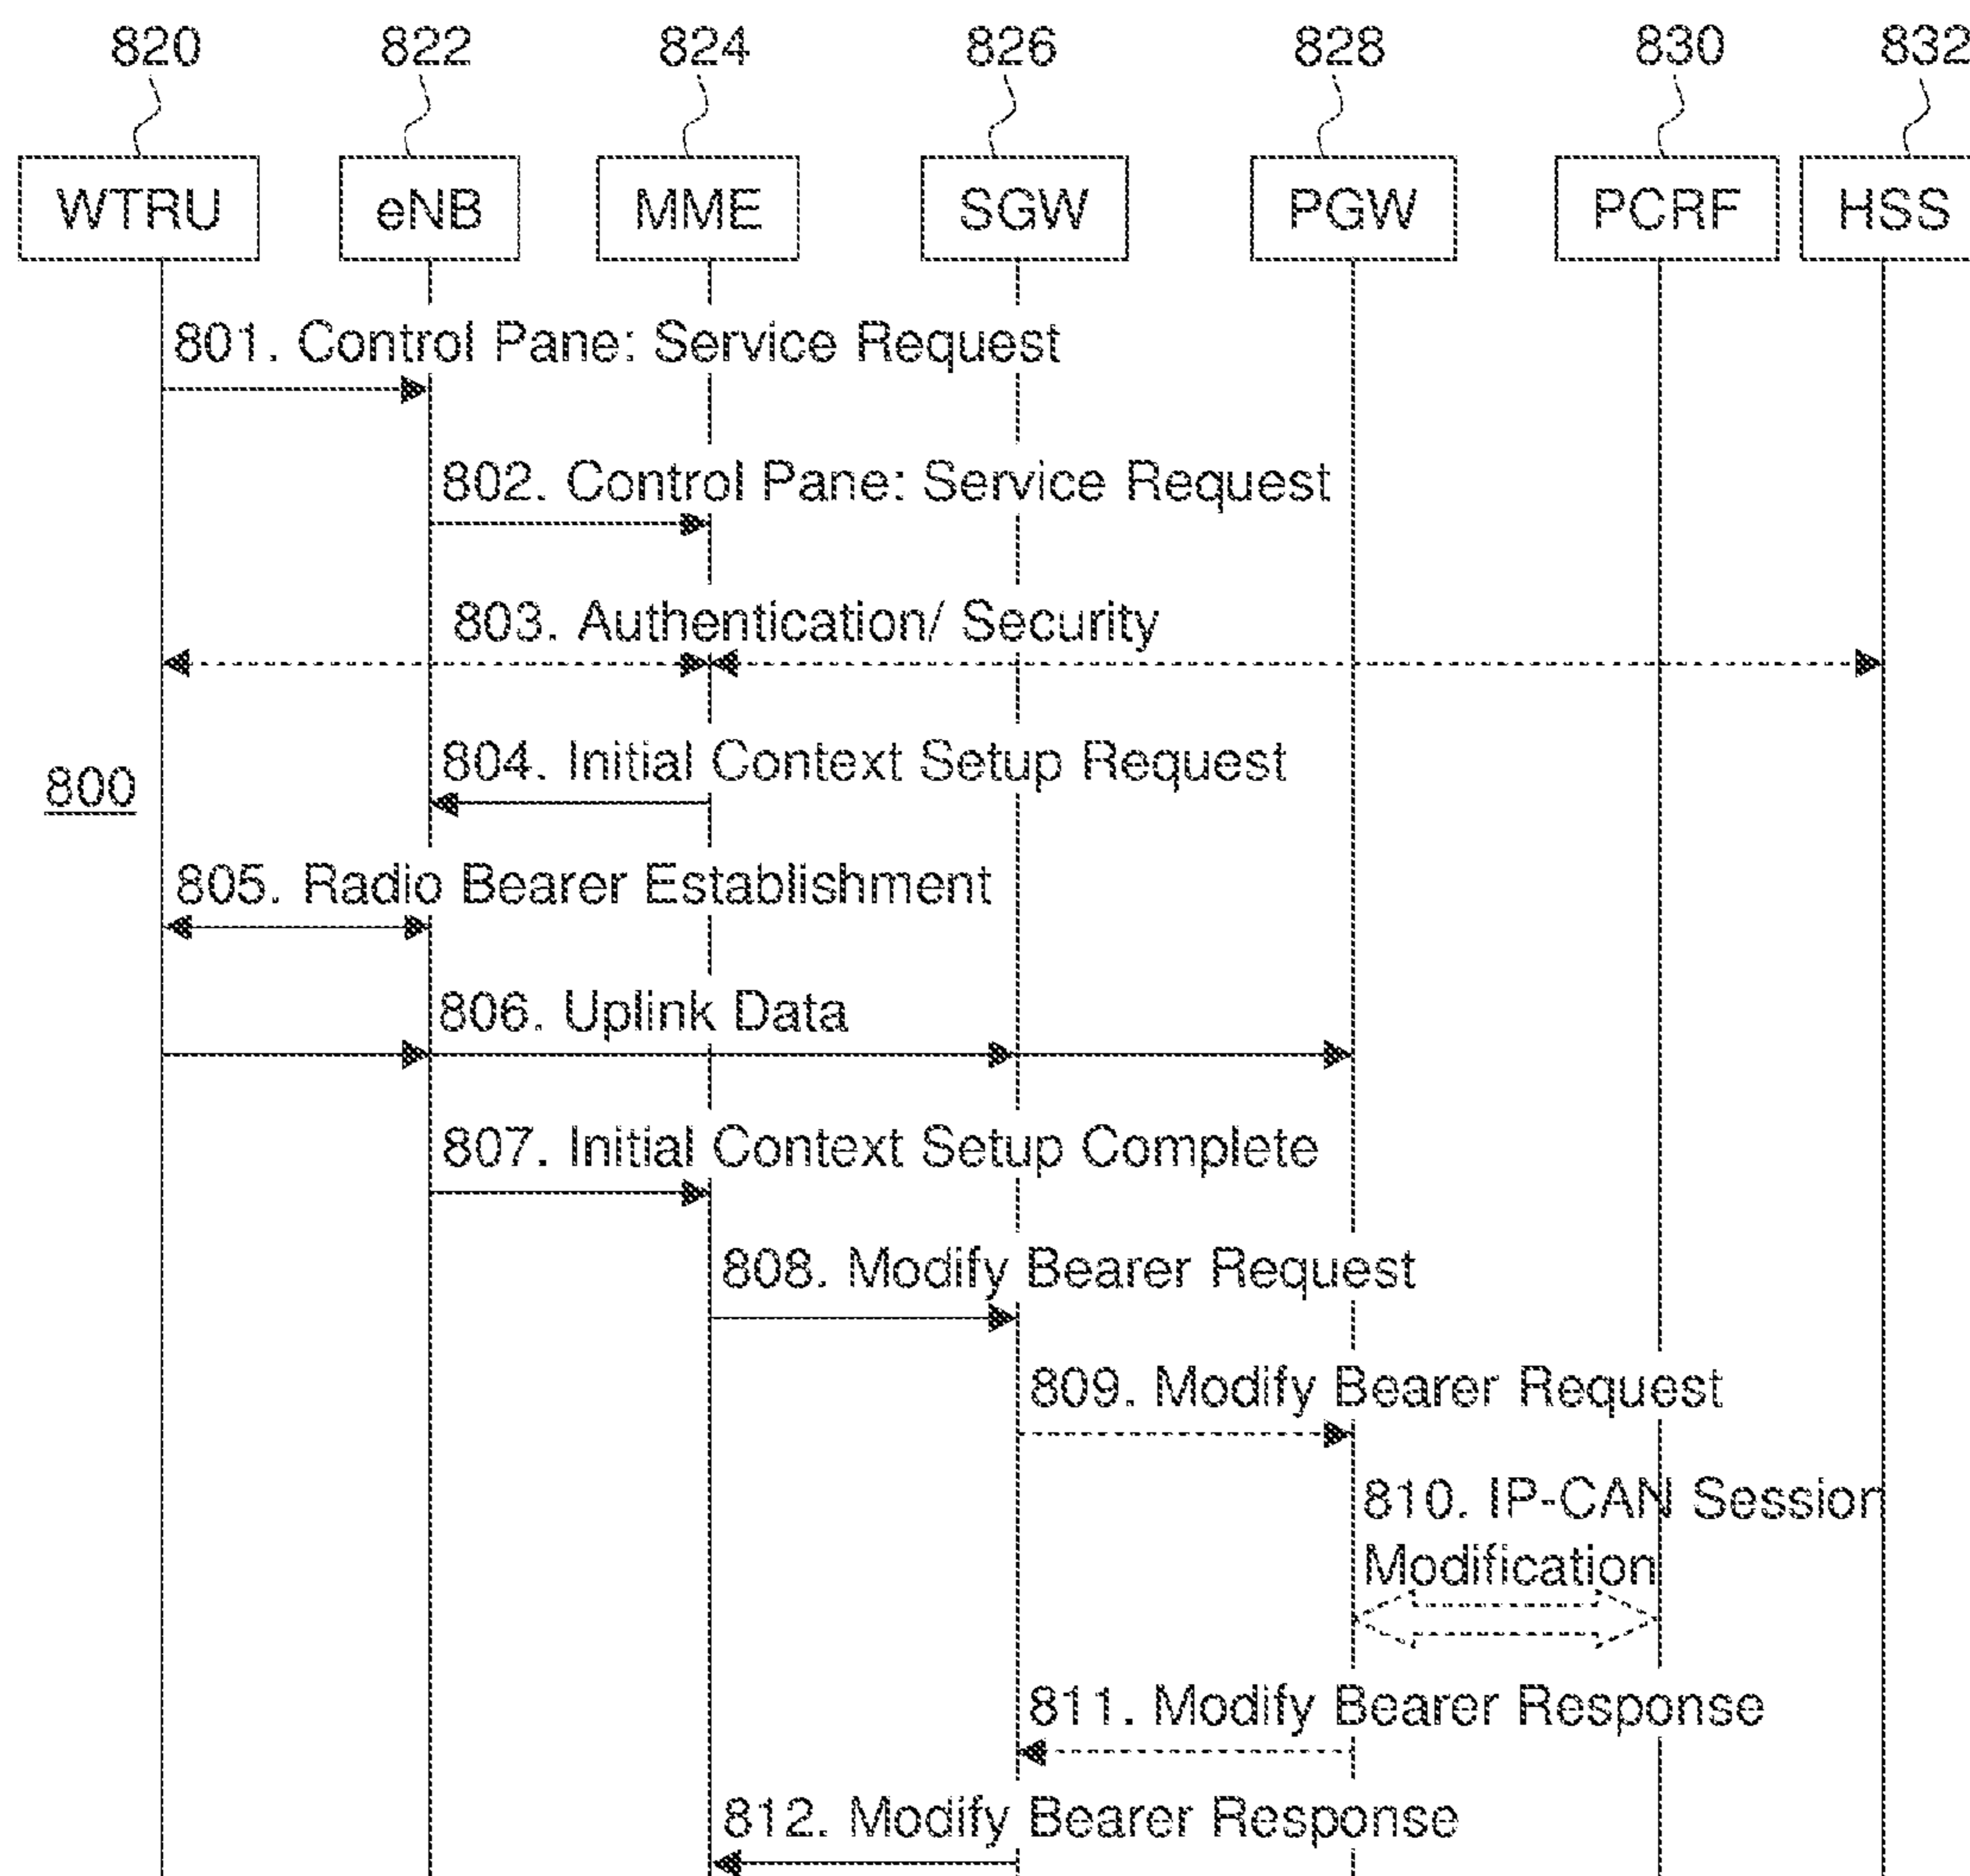 820 822 824 826 828 830 832
WTRU eNB MME SGW PGW PCRF HSS
801. Control Pane: Service Request
802. Control Pane: Service Request
803. Authentication/ Security
804. Initial Context Setup Request
800
805. Radio Bearer Establishment
806. Uplink Data
807. Initial Context Setup Complete
808. Modify Bearer Request
809. Modify Bearer Request
810. IP-CAN Session
Modification
811. Modify Bearer Response
812. Modify Bearer Response